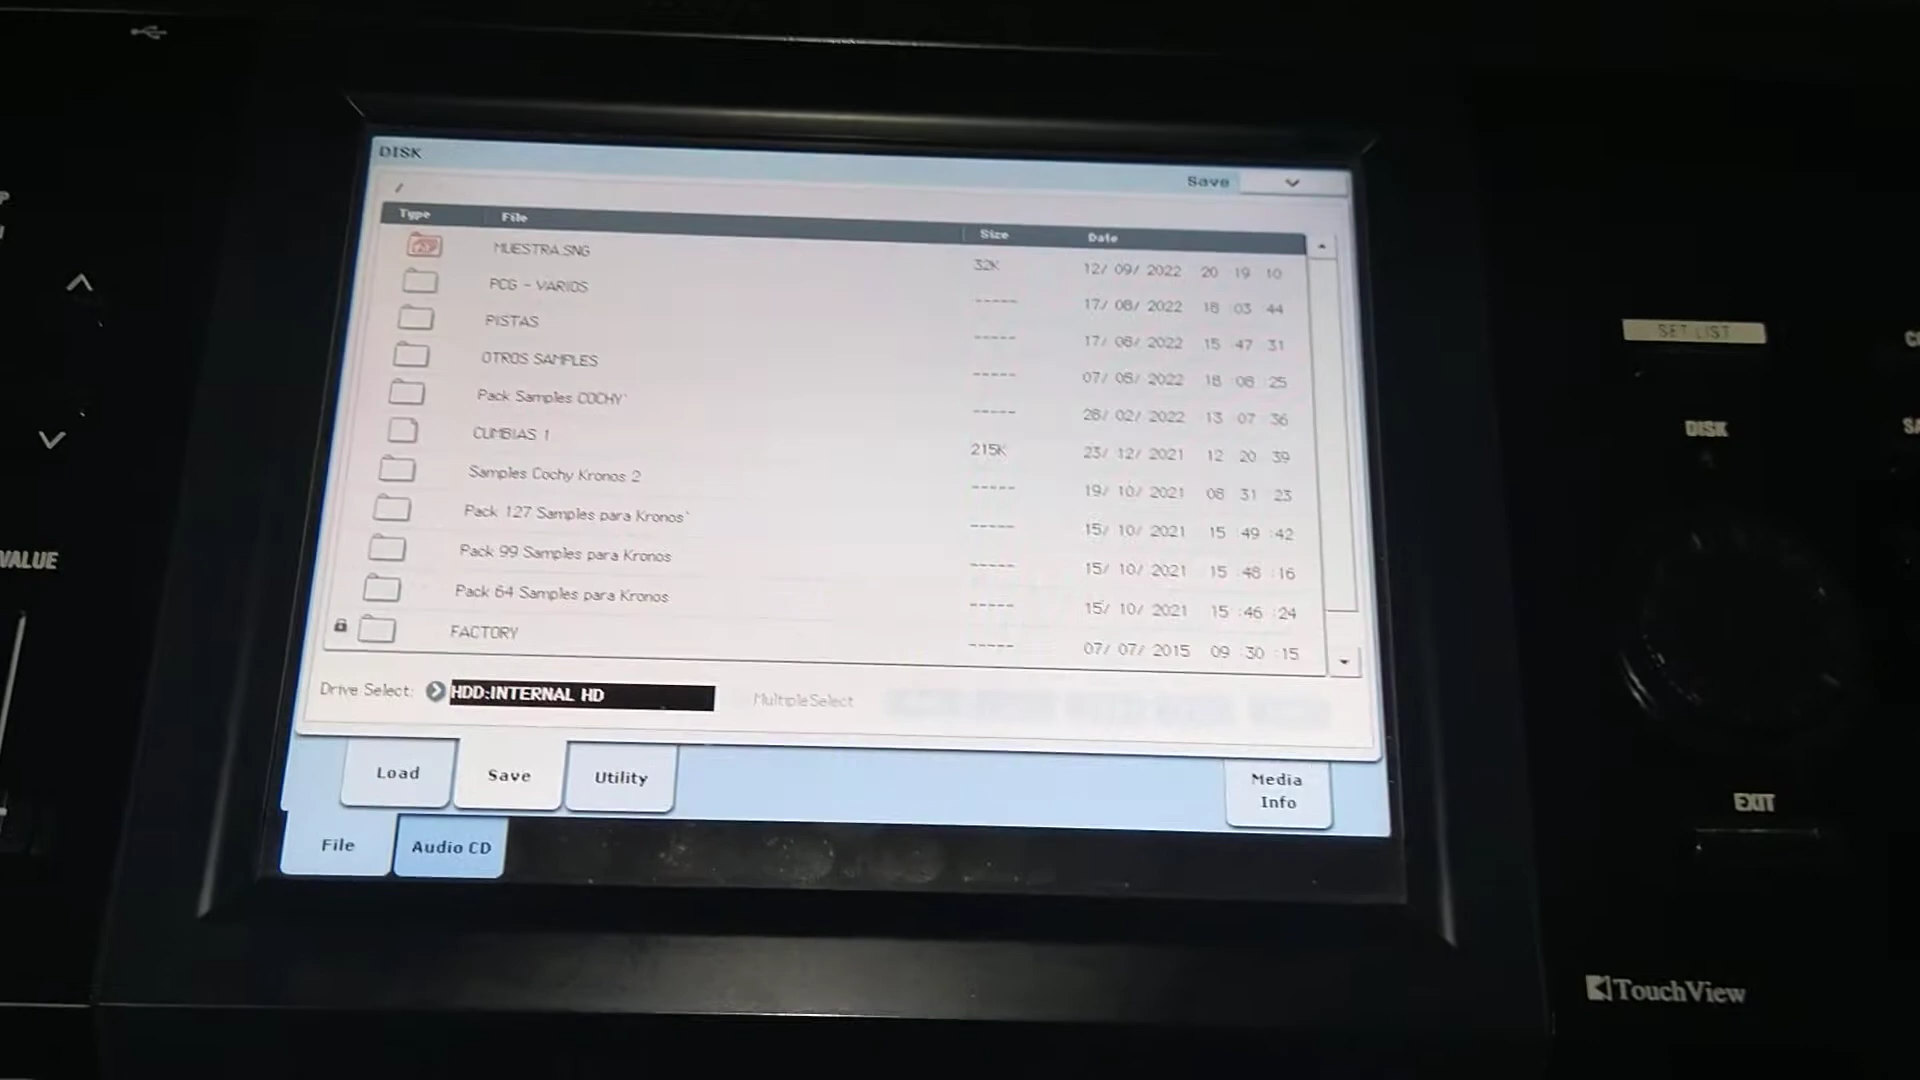 DISK
Save
/
Type File Size Date
MUESTRA.SNG 32K 12/ 09/ 2022 20 19 10
PCG - VARIOS ----- 17/ 08/ 2022 18 03 44
PISTAS ----- 17/ 08/ 2022 15 47 31
OTROS SAMPLES ----- 07/ 06/ 2022 18 08 25
Pack Samples COCHY` ----- 28/ 02/ 2022 13 07 36
CUMBIAS 1 215K 23/ 12/ 2021 12 20 39
Samples Cochy Kronos 2 ----- 19/ 10/ 2021 08 31 23
Pack 127 Samples para Kronos` ----- 15/ 10/ 2021 15 :49 :42
Pack 99 Samples para Kronos ----- 15/ 10/ 2021 15 :48 :16
Pack 64 Samples para Kronos ----- 15/ 10/ 2021 15 :46 :24
FACTORY ----- 07/ 07/ 2015 09 :30 :15
Drive Select: HDD:INTERNAL HD MultipleSelect
Load Save Utility Media Info
File Audio CD
VALUE
SET LIST
DISK
EXIT
TouchView